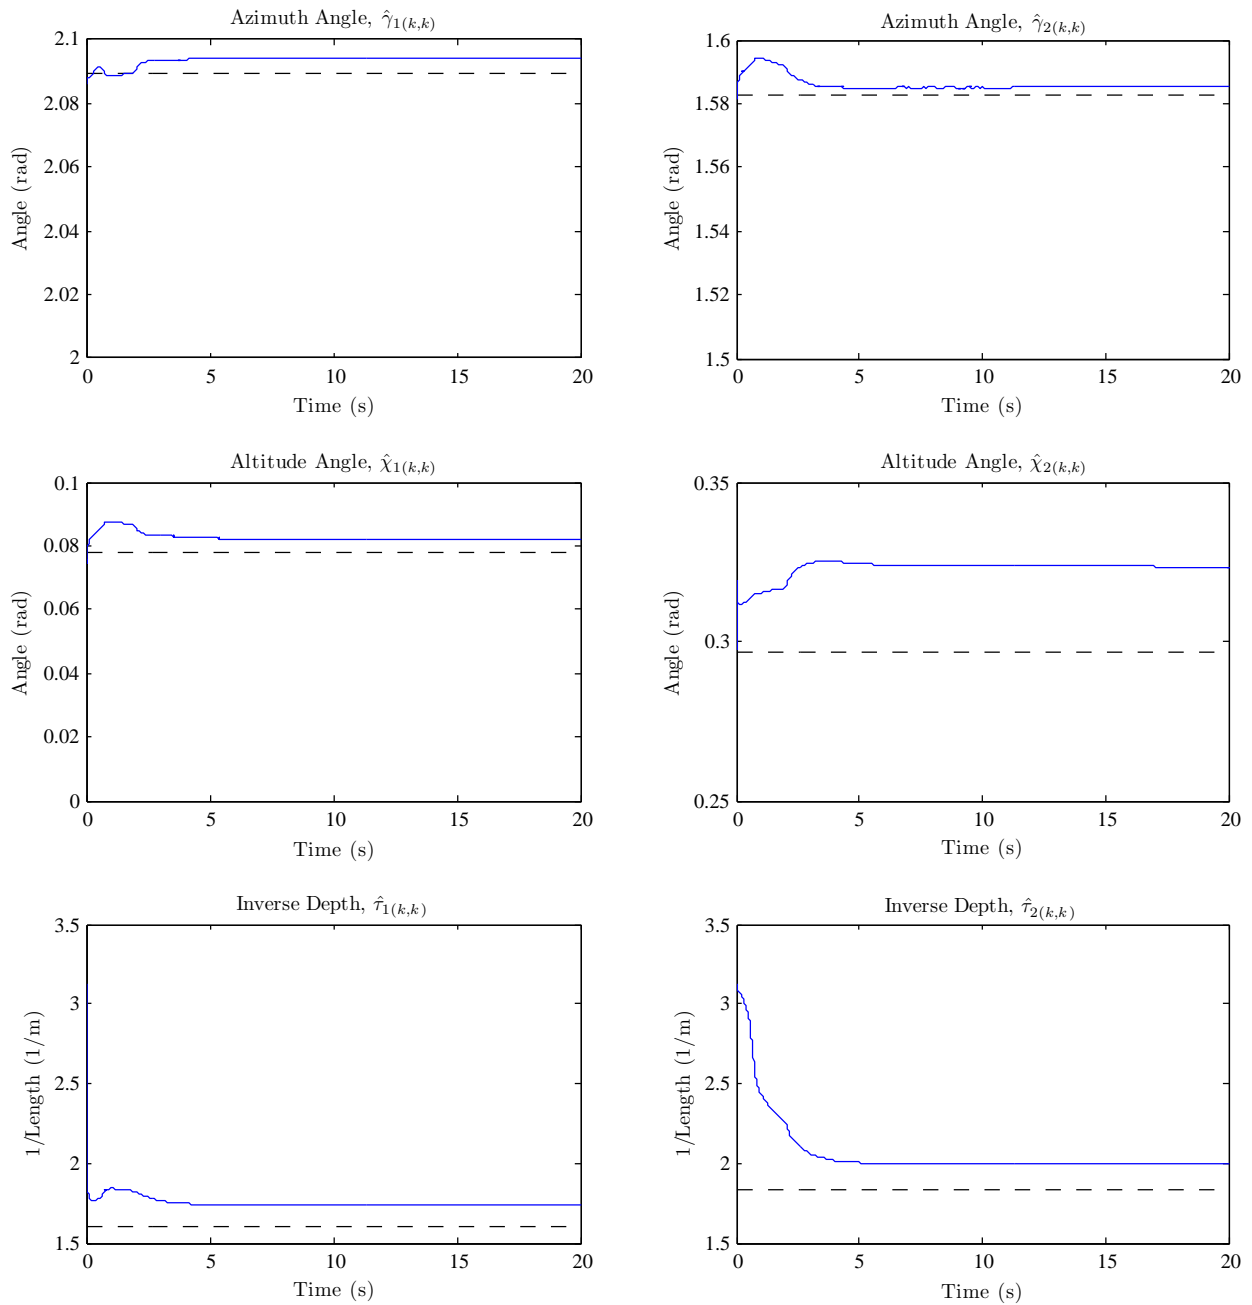 Azimuth Angle, γ̂1(k,k)
2.1
2.08
2.06
2.04
2.02
2
Angle (rad)
0 5 10 15 20
Time (s)
Azimuth Angle, γ̂2(k,k)
1.6
1.58
1.56
1.54
1.52
1.5
Angle (rad)
0 5 10 15 20
Time (s)
Altitude Angle, χ̂1(k,k)
0.1
0.08
0.06
0.04
0.02
0
Angle (rad)
0 5 10 15 20
Time (s)
Altitude Angle, χ̂2(k,k)
0.35
0.3
0.25
Angle (rad)
0 5 10 15 20
Time (s)
Inverse Depth, τ̂1(k,k)
3.5
3
2.5
2
1.5
1/Length (1/m)
0 5 10 15 20
Time (s)
Inverse Depth, τ̂2(k,k)
3.5
3
2.5
2
1.5
1/Length (1/m)
0 5 10 15 20
Time (s)